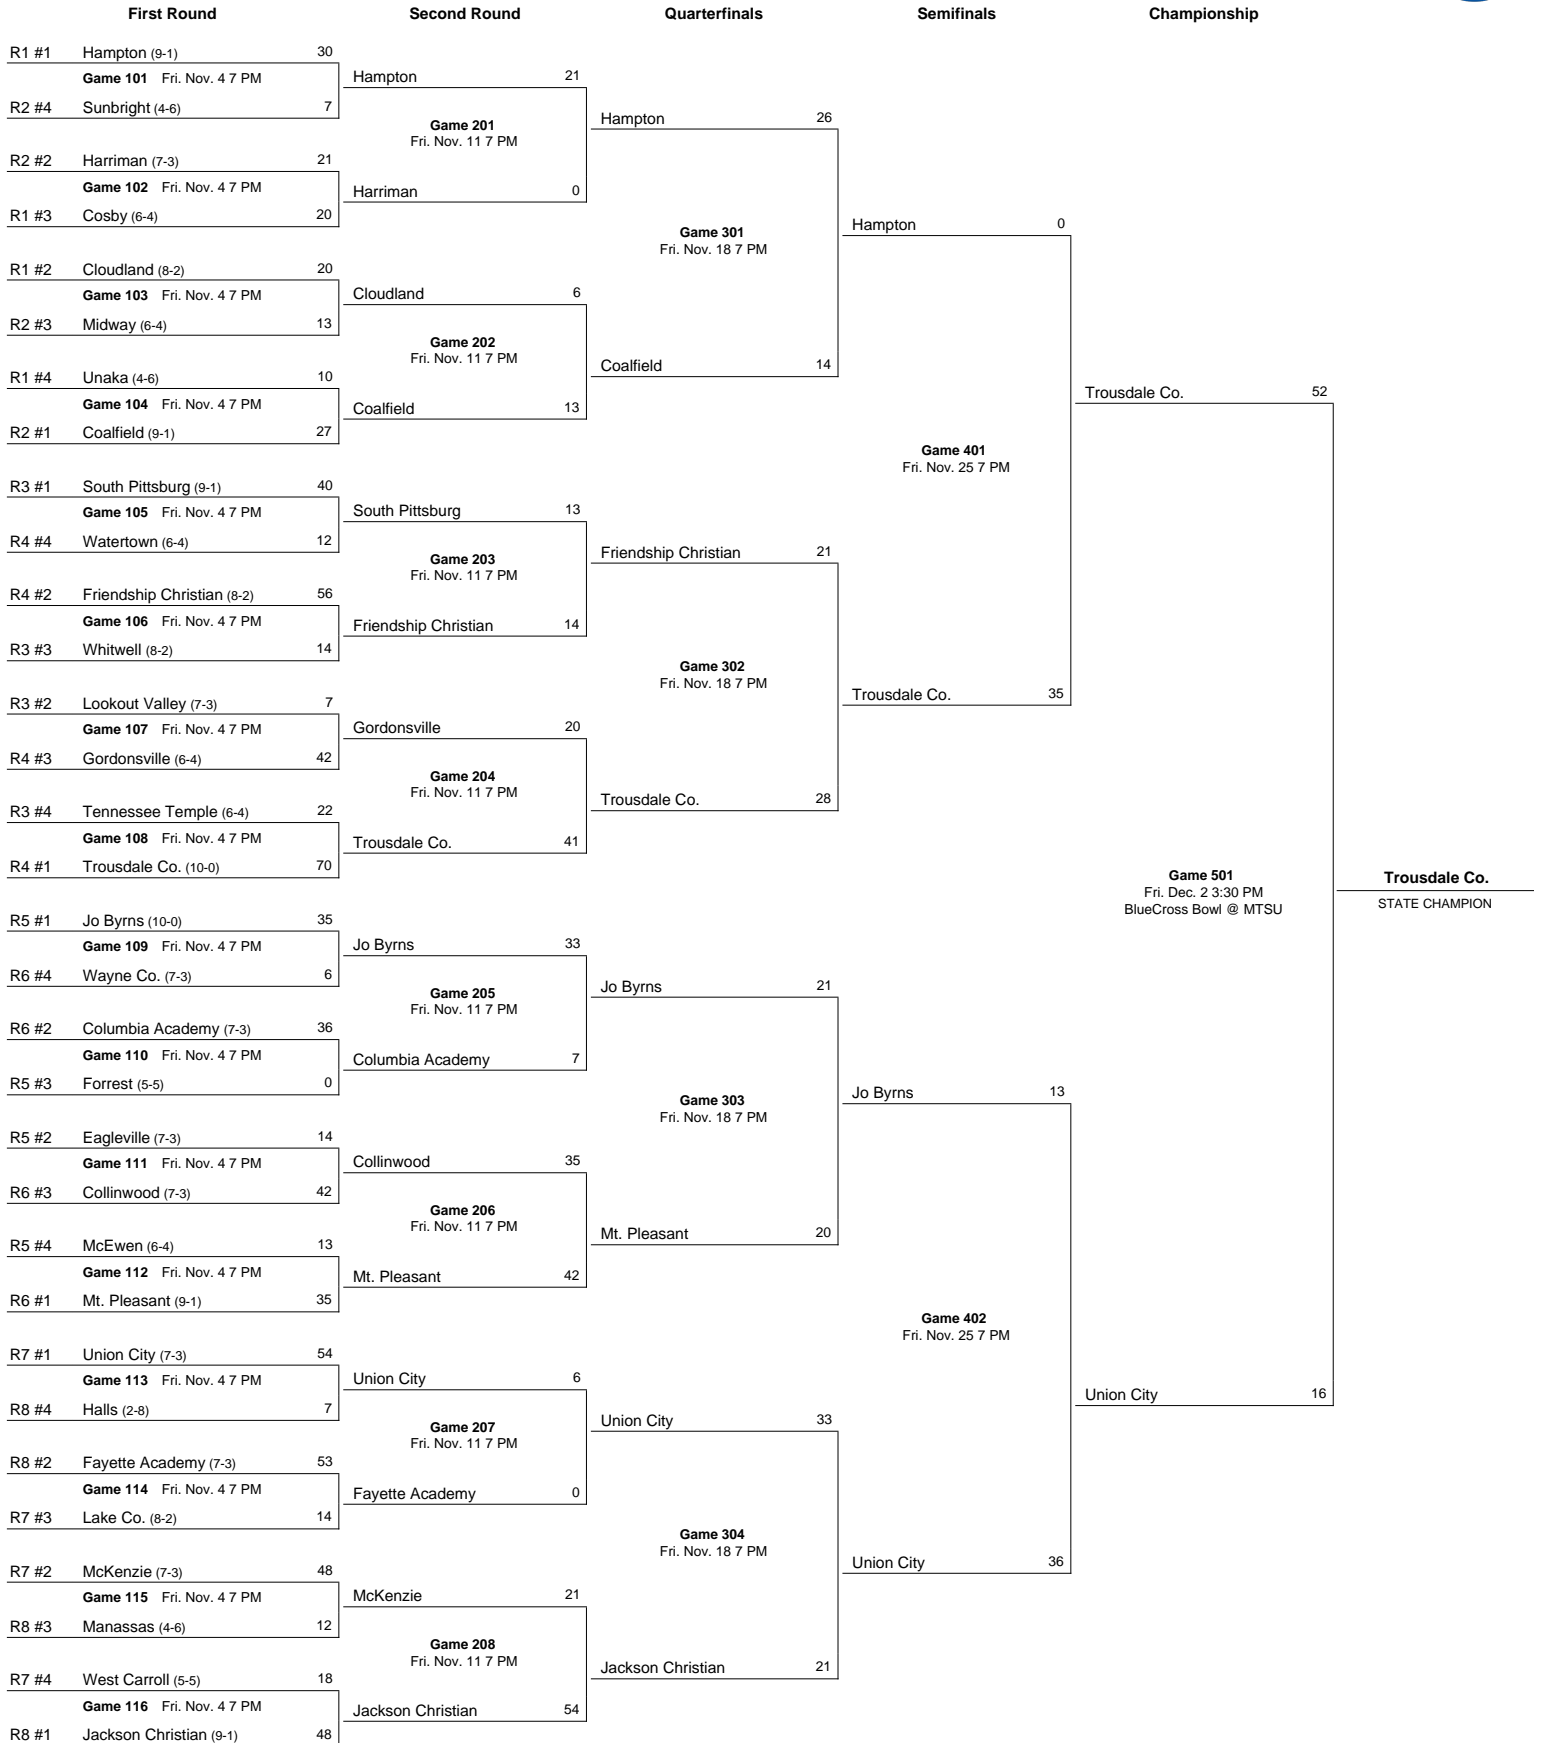 First Round Second Round Quarterfinals Semifinals Championship
R1 #1 Hampton (9-1) 30
Game 101 Fri. Nov. 4 7 PM
R2 #4 Sunbright (4-6) 7
R2 #2 Harriman (7-3) 21
Game 102 Fri. Nov. 4 7 PM
R1 #3 Cosby (6-4) 20
R1 #2 Cloudland (8-2) 20
Game 103 Fri. Nov. 4 7 PM
R2 #3 Midway (6-4) 13
R1 #4 Unaka (4-6) 10
Game 104 Fri. Nov. 4 7 PM
R2 #1 Coalfield (9-1) 27
R3 #1 South Pittsburg (9-1) 40
Game 105 Fri. Nov. 4 7 PM
R4 #4 Watertown (6-4) 12
R4 #2 Friendship Christian (8-2) 56
Game 106 Fri. Nov. 4 7 PM
R3 #3 Whitwell (8-2) 14
R3 #2 Lookout Valley (7-3) 7
Game 107 Fri. Nov. 4 7 PM
R4 #3 Gordonsville (6-4) 42
R3 #4 Tennessee Temple (6-4) 22
Game 108 Fri. Nov. 4 7 PM
R4 #1 Trousdale Co. (10-0) 70
R5 #1 Jo Byrns (10-0) 35
Game 109 Fri. Nov. 4 7 PM
R6 #4 Wayne Co. (7-3) 6
R6 #2 Columbia Academy (7-3) 36
Game 110 Fri. Nov. 4 7 PM
R5 #3 Forrest (5-5) 0
R5 #2 Eagleville (7-3) 14
Game 111 Fri. Nov. 4 7 PM
R6 #3 Collinwood (7-3) 42
R5 #4 McEwen (6-4) 13
Game 112 Fri. Nov. 4 7 PM
R6 #1 Mt. Pleasant (9-1) 35
R7 #1 Union City (7-3) 54
Game 113 Fri. Nov. 4 7 PM
R8 #4 Halls (2-8) 7
R8 #2 Fayette Academy (7-3) 53
Game 114 Fri. Nov. 4 7 PM
R7 #3 Lake Co. (8-2) 14
R7 #2 McKenzie (7-3) 48
Game 115 Fri. Nov. 4 7 PM
R8 #3 Manassas (4-6) 12
R7 #4 West Carroll (5-5) 18
Game 116 Fri. Nov. 4 7 PM
R8 #1 Jackson Christian (9-1) 48
Hampton 21
Game 201
Fri. Nov. 11 7 PM
Harriman 0
Cloudland 6
Game 202
Fri. Nov. 11 7 PM
Coalfield 13
South Pittsburg 13
Game 203
Fri. Nov. 11 7 PM
Friendship Christian 14
Gordonsville 20
Game 204
Fri. Nov. 11 7 PM
Trousdale Co. 41
Jo Byrns 33
Game 205
Fri. Nov. 11 7 PM
Columbia Academy 7
Collinwood 35
Game 206
Fri. Nov. 11 7 PM
Mt. Pleasant 42
Union City 6
Game 207
Fri. Nov. 11 7 PM
Fayette Academy 0
McKenzie 21
Game 208
Fri. Nov. 11 7 PM
Jackson Christian 54
Hampton 26
Game 301
Fri. Nov. 18 7 PM
Coalfield 14
Friendship Christian 21
Game 302
Fri. Nov. 18 7 PM
Trousdale Co. 28
Jo Byrns 21
Game 303
Fri. Nov. 18 7 PM
Mt. Pleasant 20
Union City 33
Game 304
Fri. Nov. 18 7 PM
Jackson Christian 21
Hampton 0
Game 401
Fri. Nov. 25 7 PM
Trousdale Co. 35
Jo Byrns 13
Game 402
Fri. Nov. 25 7 PM
Union City 36
Trousdale Co. 52
Game 501
Fri. Dec. 2 3:30 PM
BlueCross Bowl @ MTSU
Union City 16
Trousdale Co.
STATE CHAMPION